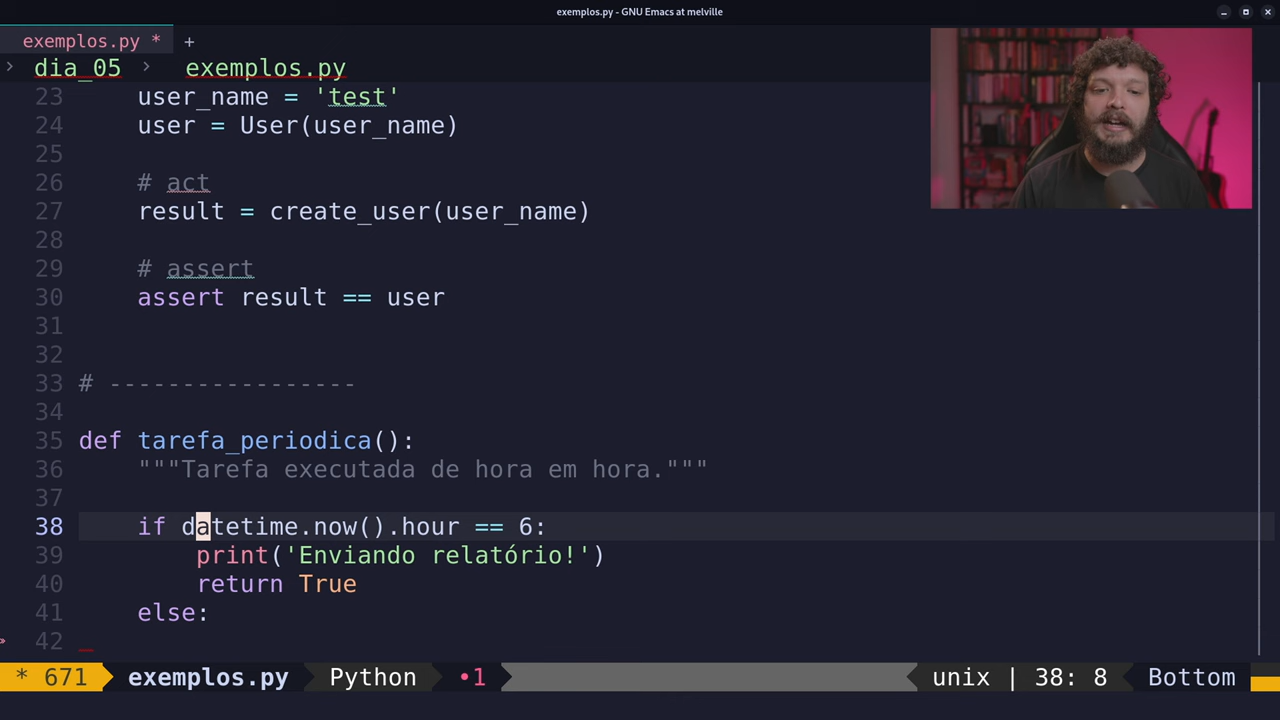 exemplos.py - GNU Emacs at melville
exemplos.py * +
> dia_05 > exemplos.py
23 user_name = 'test'
24 user = User(user_name)
25
26 # act
27 result = create_user(user_name)
28
29 # assert
30 assert result == user
31
32
33 # -----------------
34
35 def tarefa_periodica():
36 """Tarefa executada de hora em hora."""
37
38 if datetime.now().hour == 6:
39 print('Enviando relatório!')
40 return True
41 else:
42
* 671 exemplos.py Python •1 unix | 38: 8 Bottom